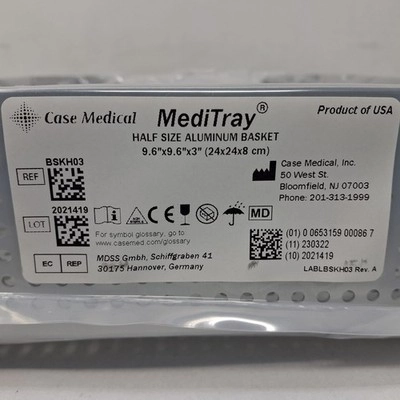 Case Medical
MediTray®
Product of USA
HALF SIZE ALUMINUM BASKET
9.6"x9.6"x3" (24x24x8 cm)
REF
BSKH03
Case Medical, Inc.
50 West St.
Bloomfield, NJ 07003
Phone: 201-313-1999
LOT
2021419
MD
For symbol glossary, go to
www.casemed.com/glossary
(01) 0 0653159 00086 7
(11) 230322
(10) 2021419
EC REP
MDSS Gmbh, Schiffgraben 41
30175 Hannover, Germany
LABLBSKH03 Rev. A